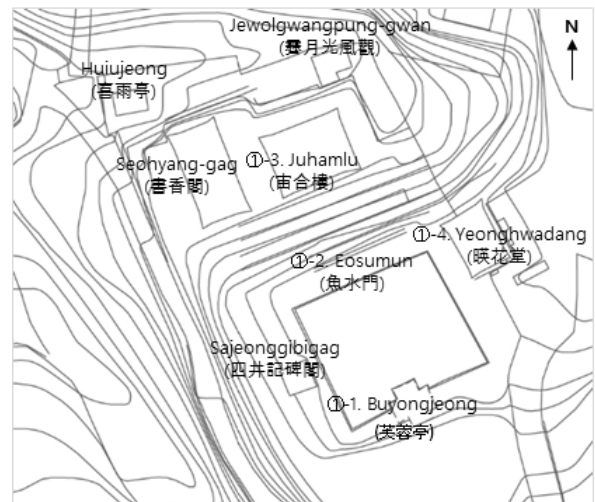 Jewolgwangpung-gwan
(霽月光風觀)
N
Huiujeong
(喜雨亭)
Seohyang-gag
(書香閣)
①-3. Juhamlu
(宙合樓)
①-4. Yeonghwadang
(暎花堂)
①-2. Eosumun
(魚水門)
Sajeonggibigag
(四井記碑閣)
①-1. Buyongjeong
(芙蓉亭)